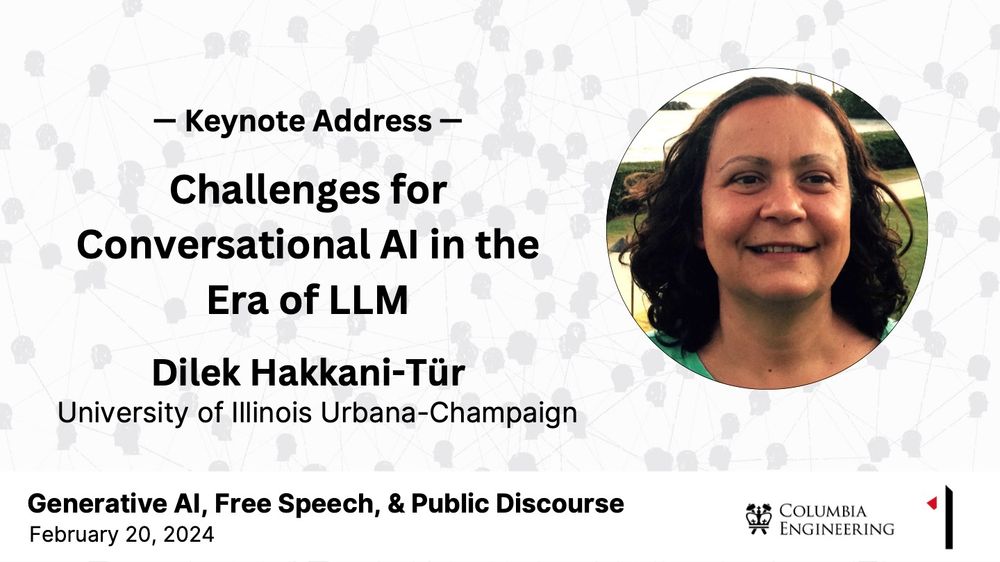 — Keynote Address —
Challenges for
Conversational AI in the
Era of LLM
Dilek Hakkani-Tür
University of Illinois Urbana-Champaign
Generative AI, Free Speech, & Public Discourse
February 20, 2024
COLUMBIA
ENGINEERING